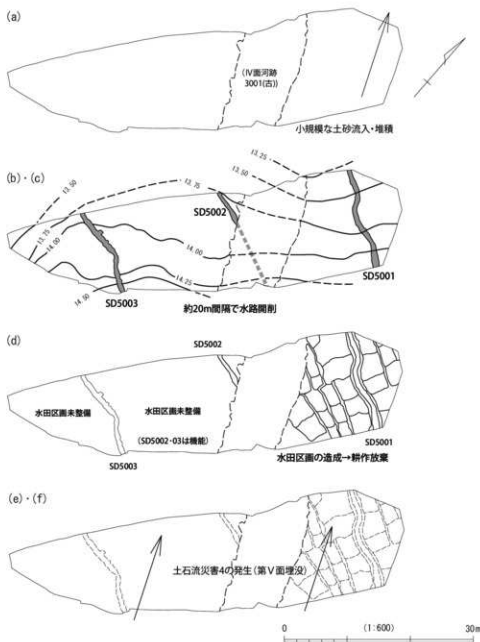 (a)
(Ⅳ面河跡
3001(古))
小規模な土砂流入・堆積
(b)・(c)
13.50
13.75
14.00
14.50
13.75
13.50
13.25
13.25
SD5002
14.00
14.25
SD5003
約20m間隔で水路開削
SD5001
(d)
SD5002
水田区画未整備
水田区画未整備
(SD5002・03は機能)
SD5003
SD5001
水田区画の造成→耕作放棄
(e)・(f)
土石流災害4の発生(第Ⅴ面埋没)
0 (1:600) 30m